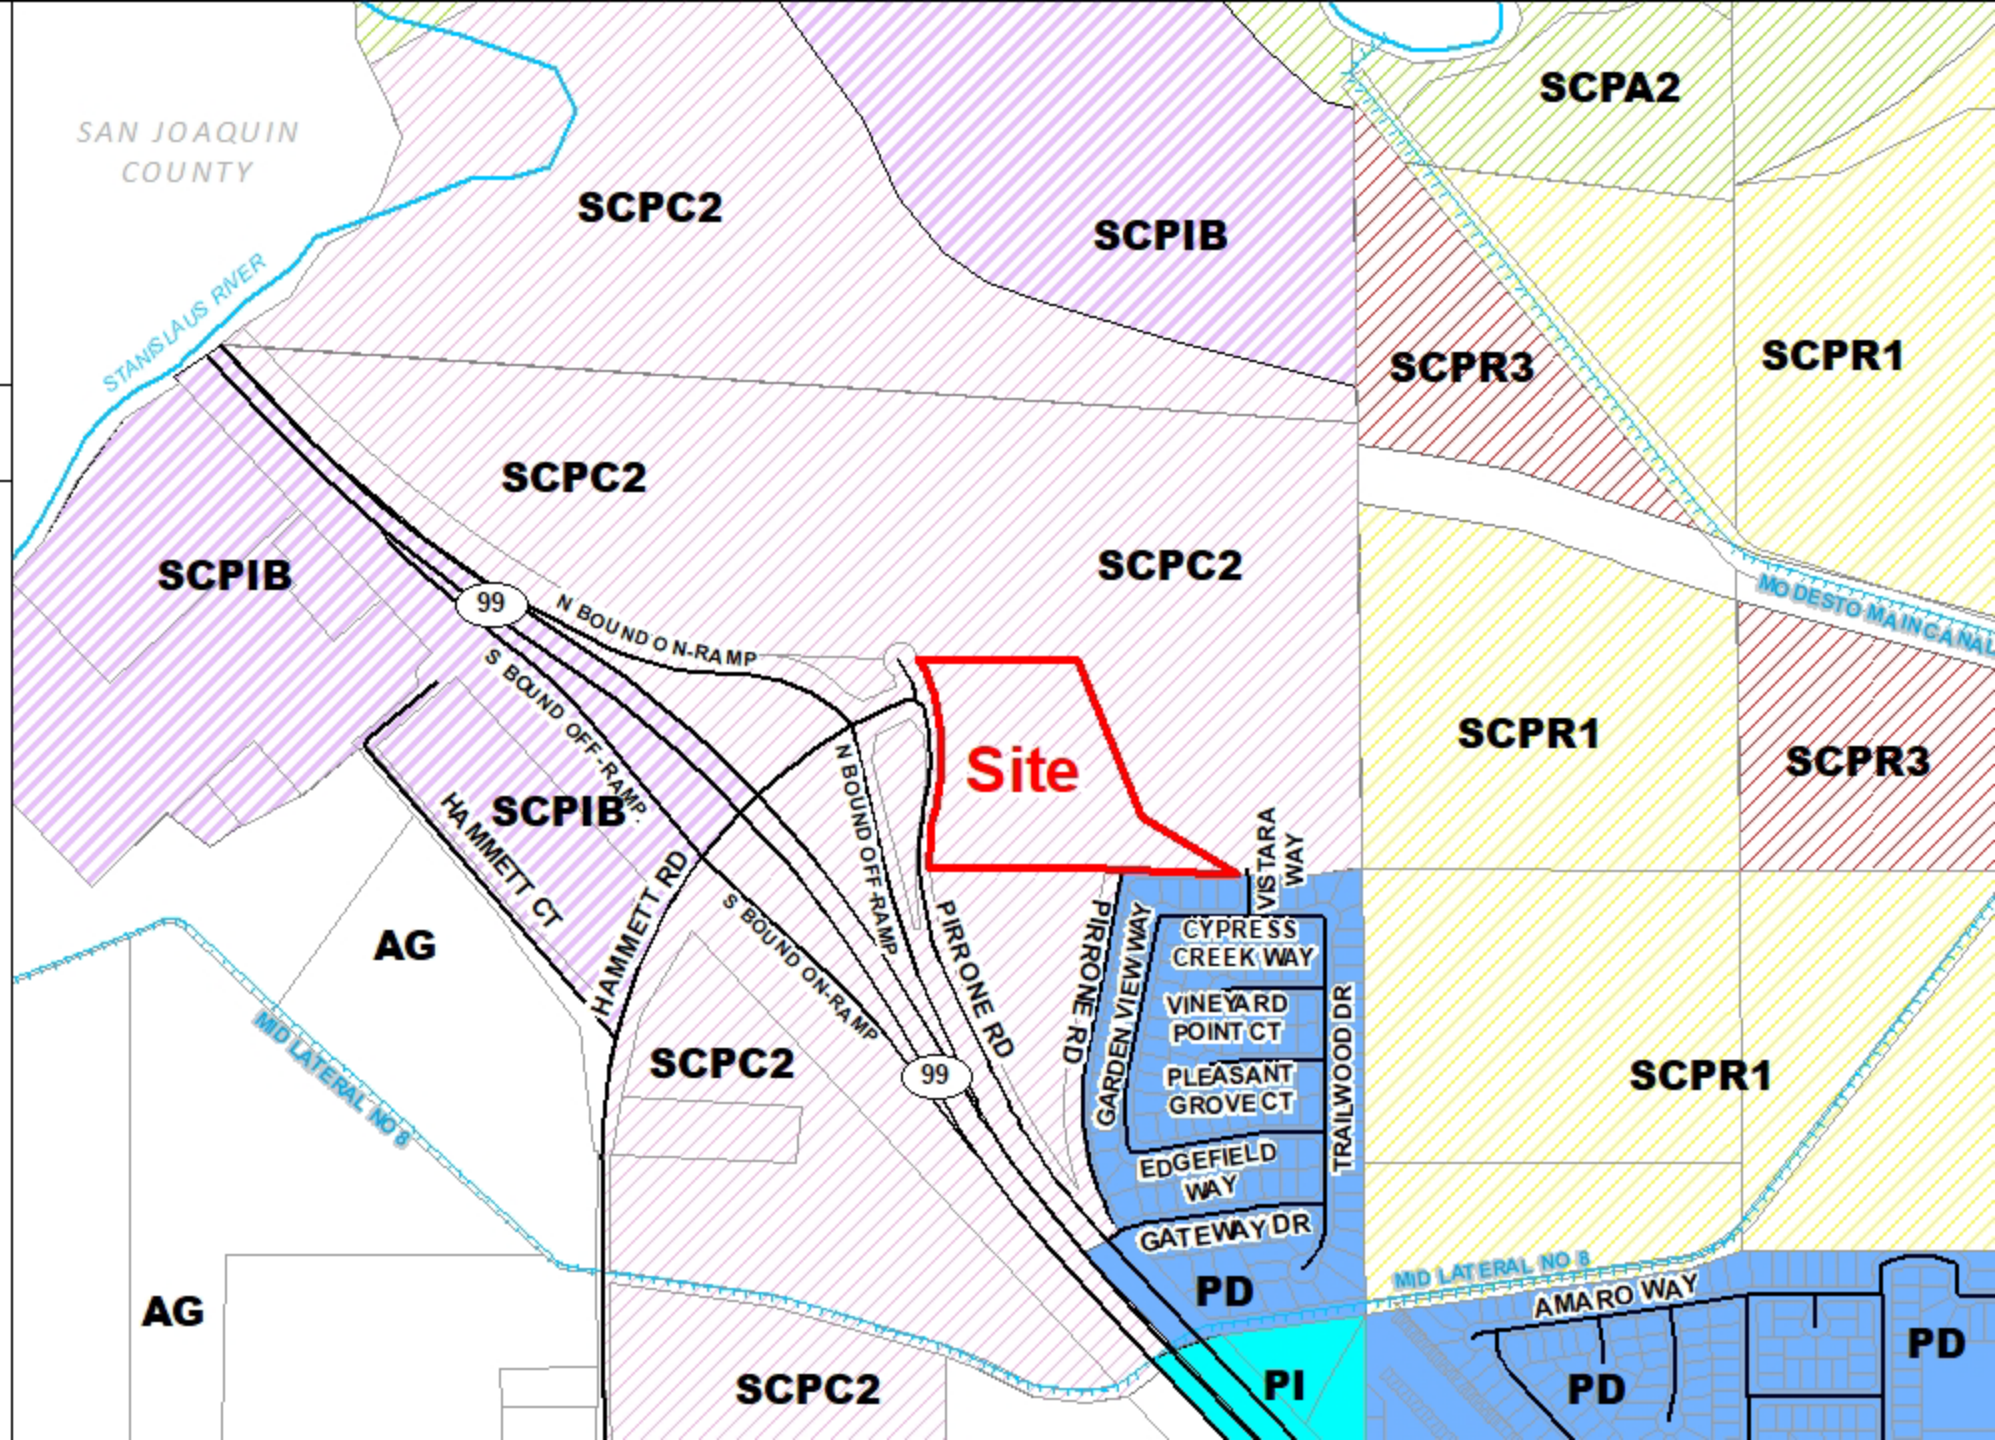 SCPA2
SAN JOAQUIN
COUNTY
SCPC2
SCPIB
STANISLAUS RIVER
SCPR3
SCPR1
SCPC2
SCPC2
SCPIB
99
N BOUND ON-RAMP
MODESTO MAIN CANAL
S BOUND OFF-RAMP
SCPR1
SCPR3
Site
SCPIB
HAMMETT CT
N BOUND OFF-RAMP
HAMMETT RD
VISTARA
WAY
S BOUND ON-RAMP
PIRRONE RD
PIRRONE RD
GARDEN VIEW WAY
CYPRESS
CREEK WAY
AG
VINEYARD
POINT CT
TRAILWOOD DR
MID LATERAL NO 8
SCPC2
99
PLEASANT
GROVE CT
SCPR1
EDGEFIELD
WAY
GATEWAY DR
MID LATERAL NO 8
PD
AMARO WAY
AG
PD
SCPC2
PI
PD